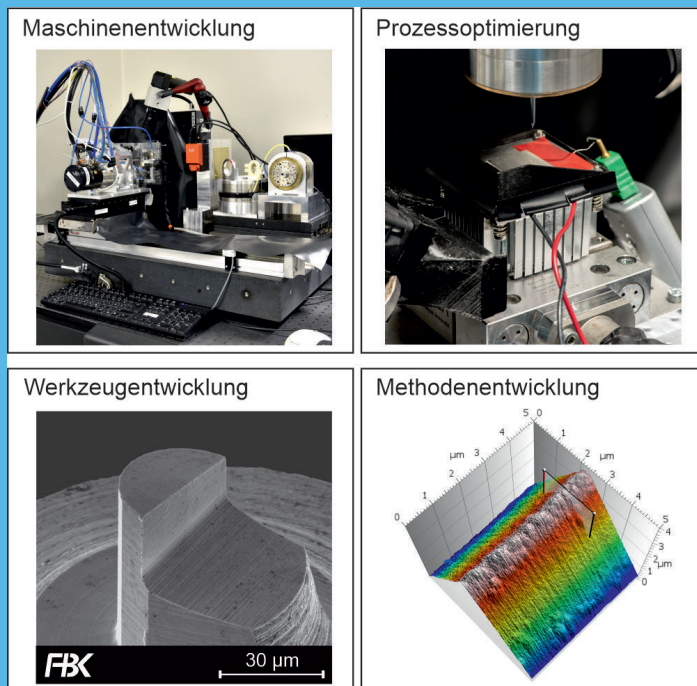 Maschinenentwicklung
Prozessoptimierung
Werkzeugentwicklung
Methodenentwicklung
FBK
30 µm
5 0
4 1
µm 3 2 µm
2 3
1 4
0 5
5
4
3
2 µm
1
0